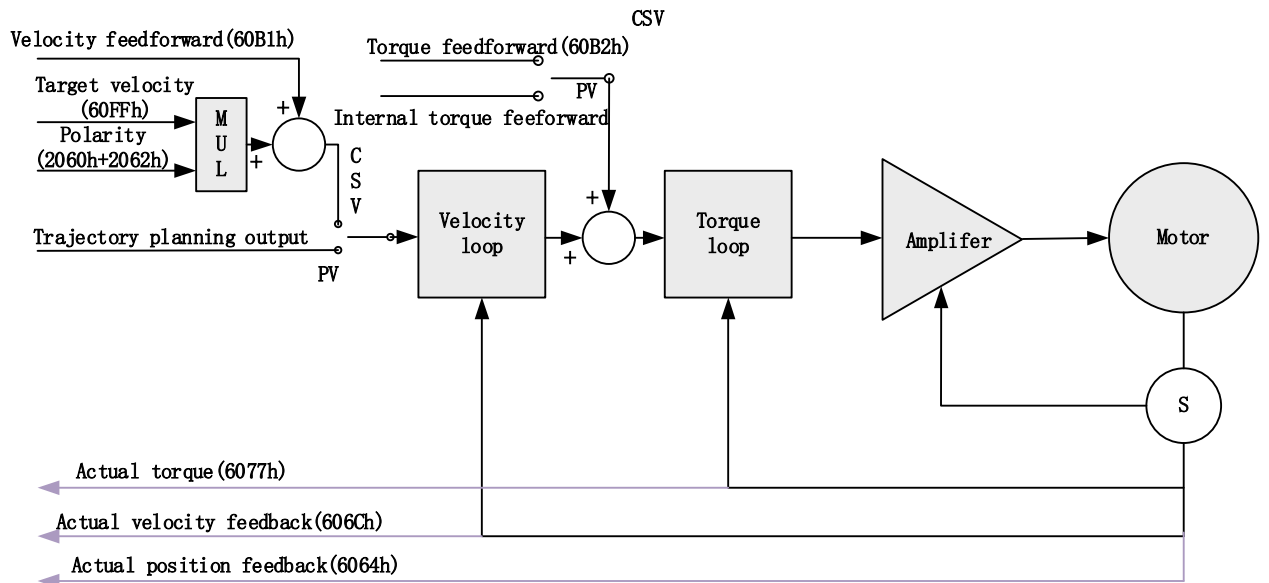 CSV
Velocity feedforward(60B1h)
Torque feedforward(60B2h)
Target velocity
(60FFh)
PV
Internal torque feeforward
Polarity
(2060h+2062h)
+
M
U
L
+
C
S
V
+
Velocity
loop
Torque
loop
Amplifer
Motor
Trajectory planning output
+
PV
S
Actual torque(6077h)
Actual velocity feedback(606Ch)
Actual position feedback(6064h)